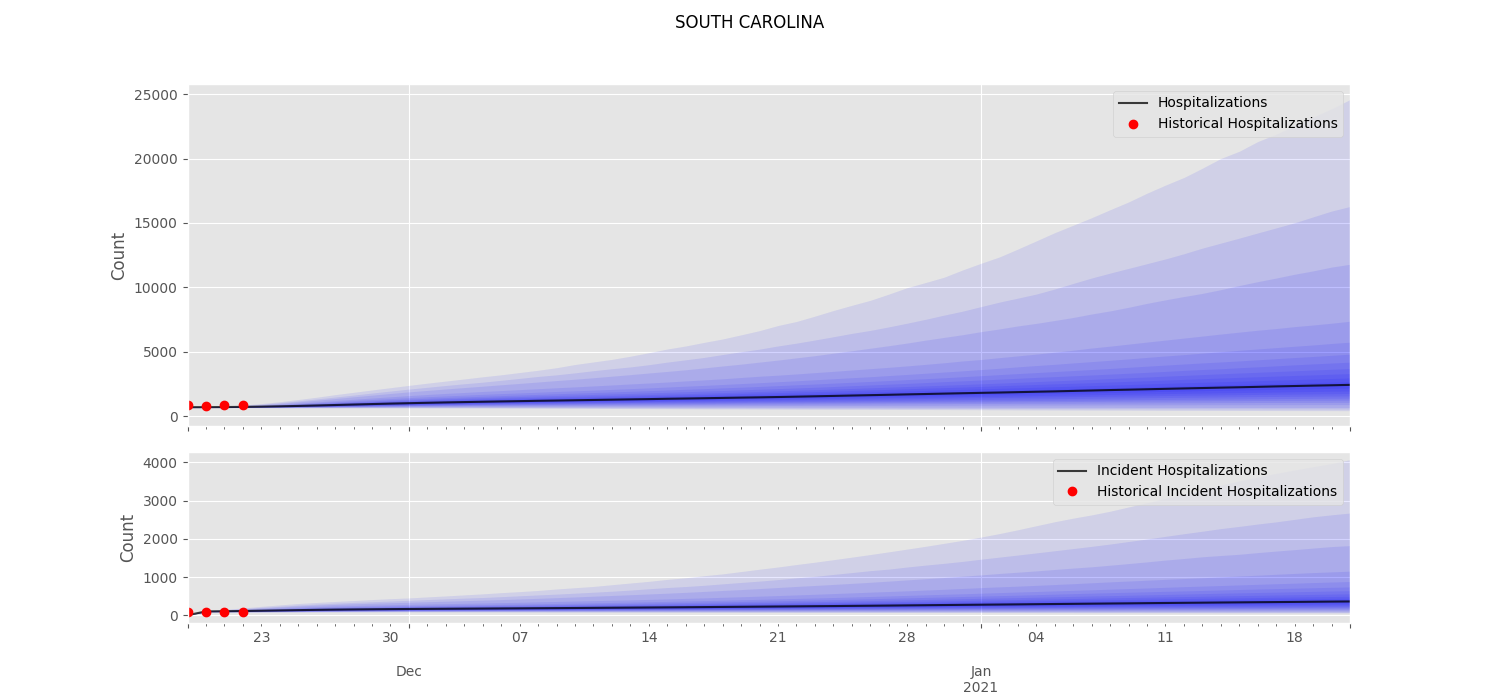 SOUTH CAROLINA
25000
20000
15000
10000
5000
0
Count
Hospitalizations
Historical Hospitalizations
4000
3000
2000
1000
0
Count
Incident Hospitalizations
Historical Incident Hospitalizations
23 30 07 14 21 28 04 11 18
Dec Jan
2021